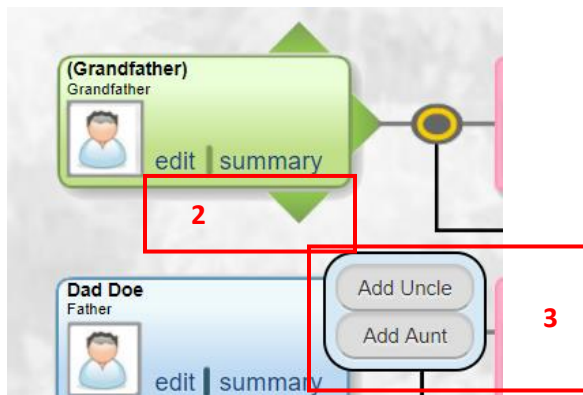 (Grandfather)
Grandfather
edit summary
2
Add Uncle
Add Aunt
3
Dad Doe
Father
edit summary